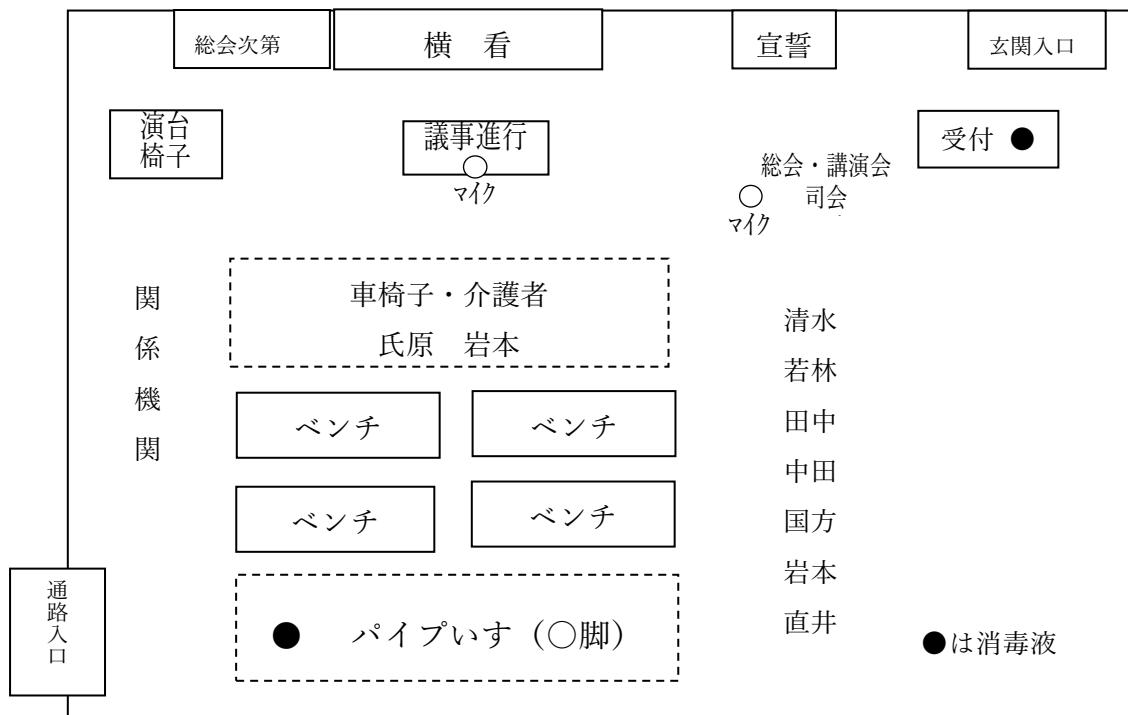 総会次第
横 看
宣誓
玄関入口
演台
椅子
議事進行
マイク
総会・講演会
司会
マイク
受付 ●
関係機関
車椅子・介護者
氏原 岩本
ベンチ
ベンチ
ベンチ
ベンチ
● パイプいす（○脚）
清水
若林
田中
中田
国方
岩本
直井
通路入口
●は消毒液